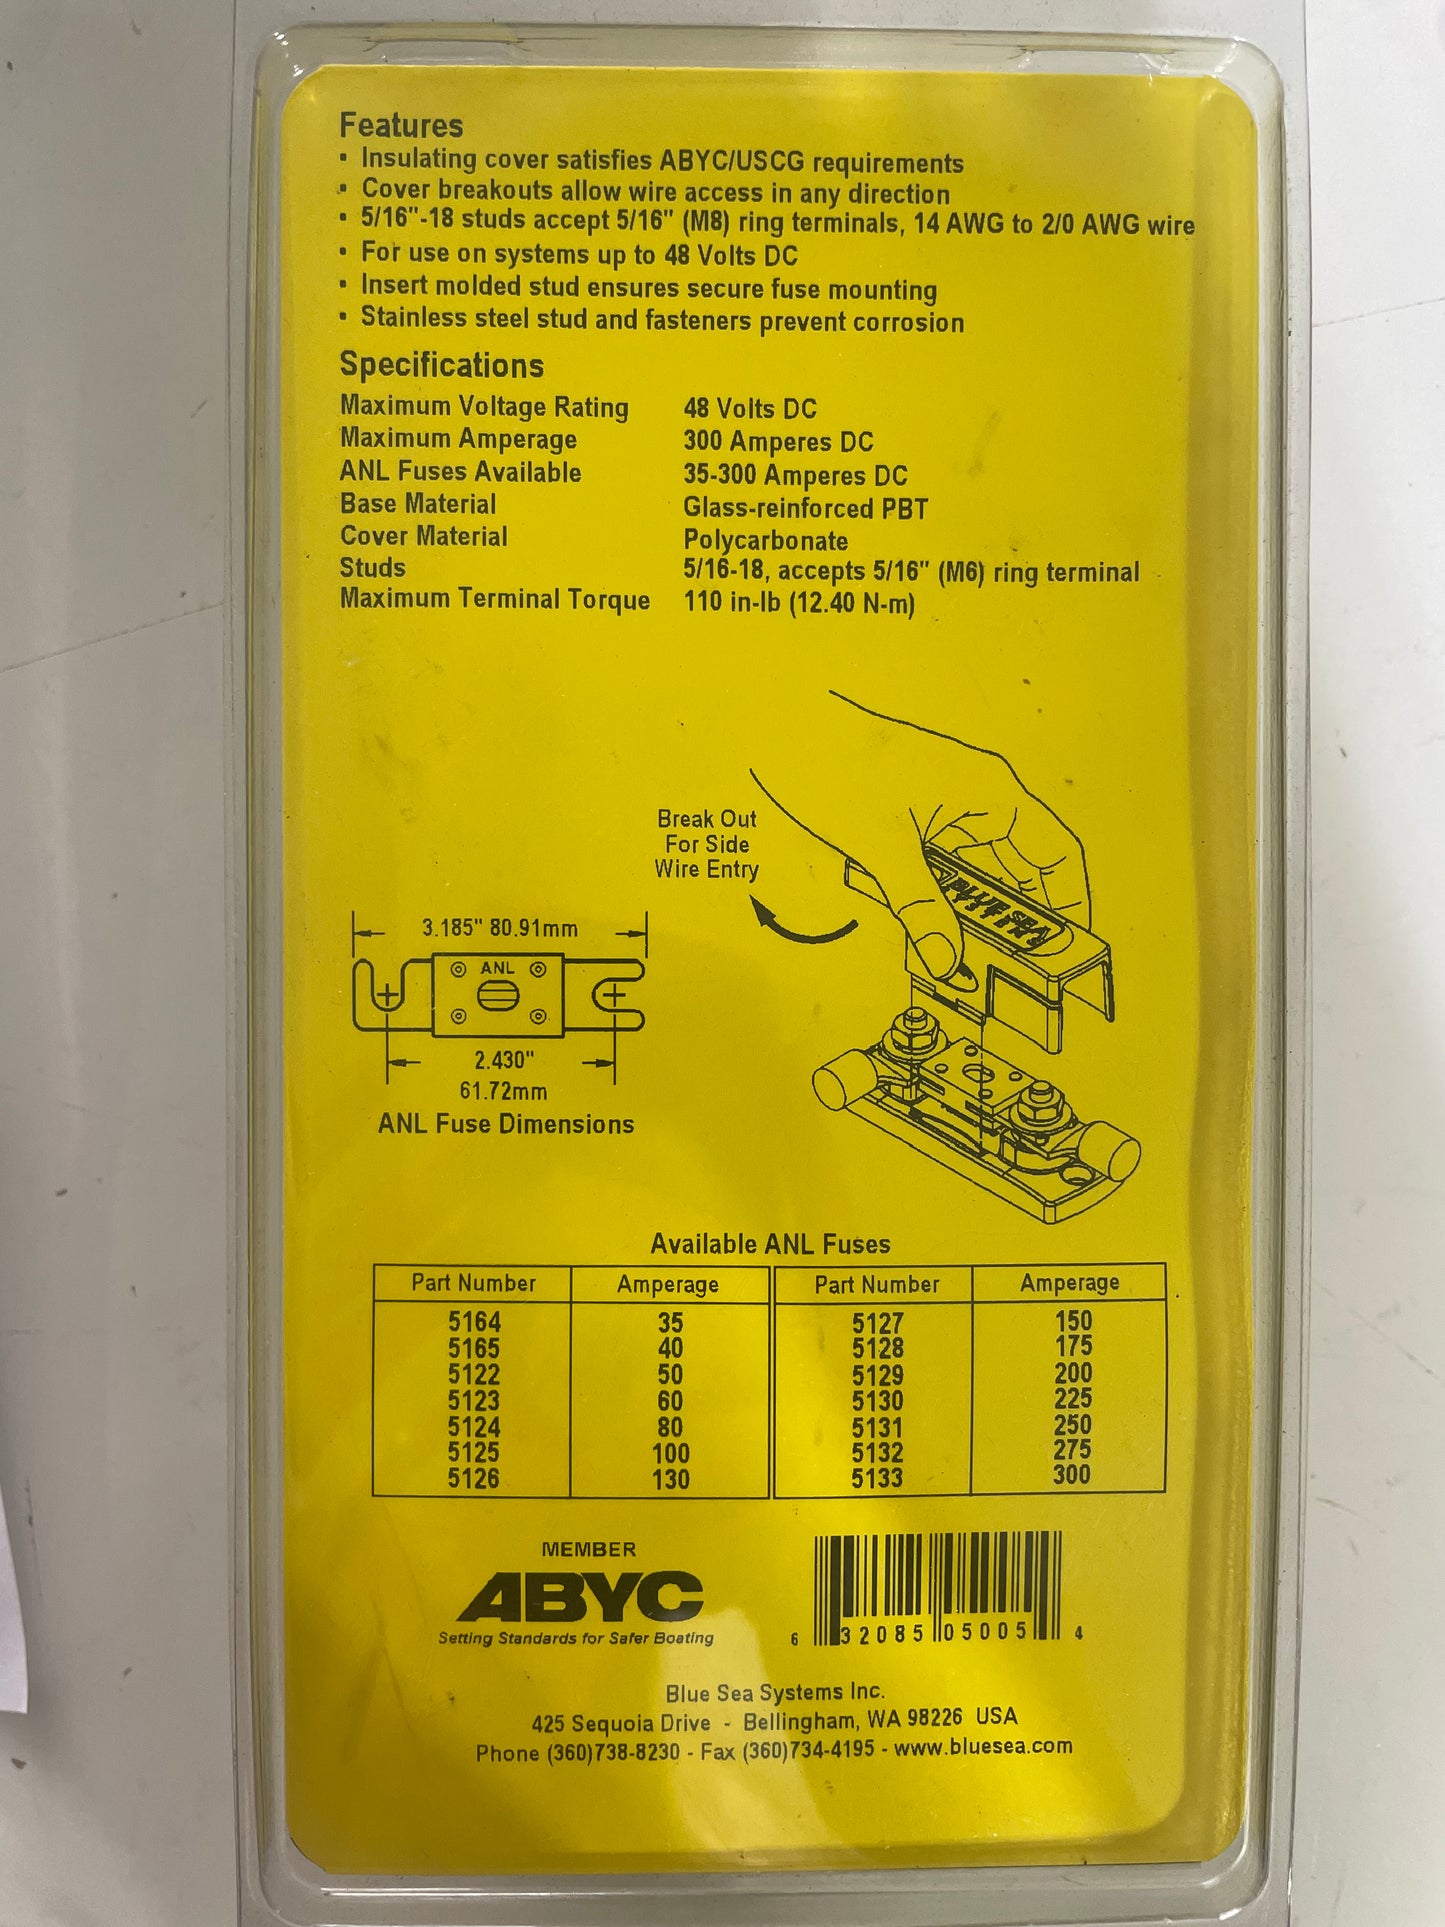 Features
• Insulating cover satisfies ABYC/USCG requirements
• Cover breakouts allow wire access in any direction
• 5/16"-18 studs accept 5/16" (M8) ring terminals, 14 AWG to 2/0 AWG wire
• For use on systems up to 48 Volts DC
• Insert molded stud ensures secure fuse mounting
• Stainless steel stud and fasteners prevent corrosion
Specifications
Maximum Voltage Rating 48 Volts DC
Maximum Amperage 300 Amperes DC
ANL Fuses Available 35-300 Amperes DC
Base Material Glass-reinforced PBT
Cover Material Polycarbonate
Studs 5/16-18, accepts 5/16" (M6) ring terminal
Maximum Terminal Torque 110 in-lb (12.40 N-m)
Break Out
For Side
Wire Entry
BLUE SEA
SYSTEMS
3.185" 80.91mm
ANL
2.430"
61.72mm
ANL Fuse Dimensions
Available ANL Fuses
Part Number Amperage Part Number Amperage
5164 35 5127 150
5165 40 5128 175
5122 50 5129 200
5123 60 5130 225
5124 80 5131 250
5125 100 5132 275
5126 130 5133 300
MEMBER
ABYC
Setting Standards for Safer Boating
6 32085 05005 4
Blue Sea Systems Inc.
425 Sequoia Drive - Bellingham, WA 98226 USA
Phone (360)738-8230 - Fax (360)734-4195 - www.bluesea.com